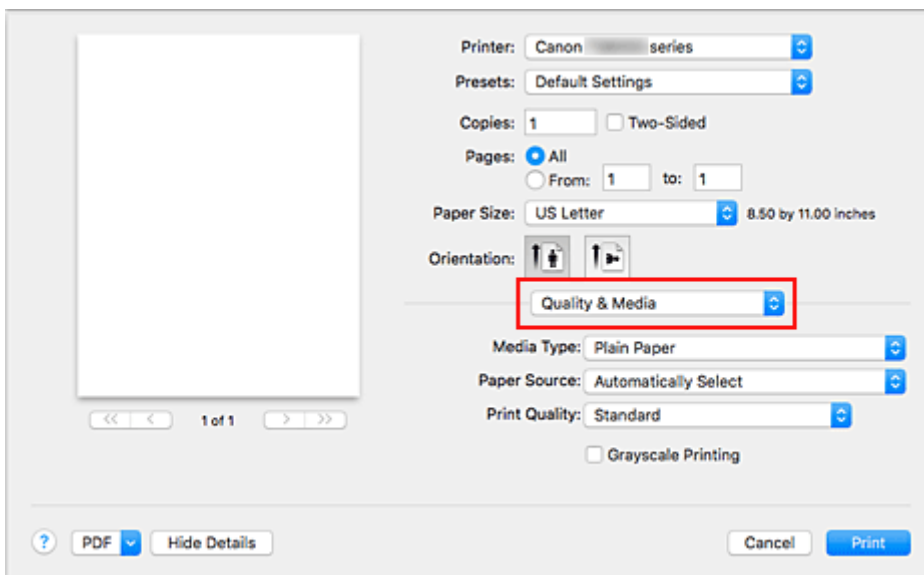 Printer: Canon series
Presets: Default Settings
Copies: 1 Two-Sided
Pages: All
From: 1 to: 1
Paper Size: US Letter 8.50 by 11.00 inches
Orientation:
Quality & Media
Media Type: Plain Paper
Paper Source: Automatically Select
Print Quality: Standard
Grayscale Printing
1 of 1
? PDF Hide Details Cancel Print